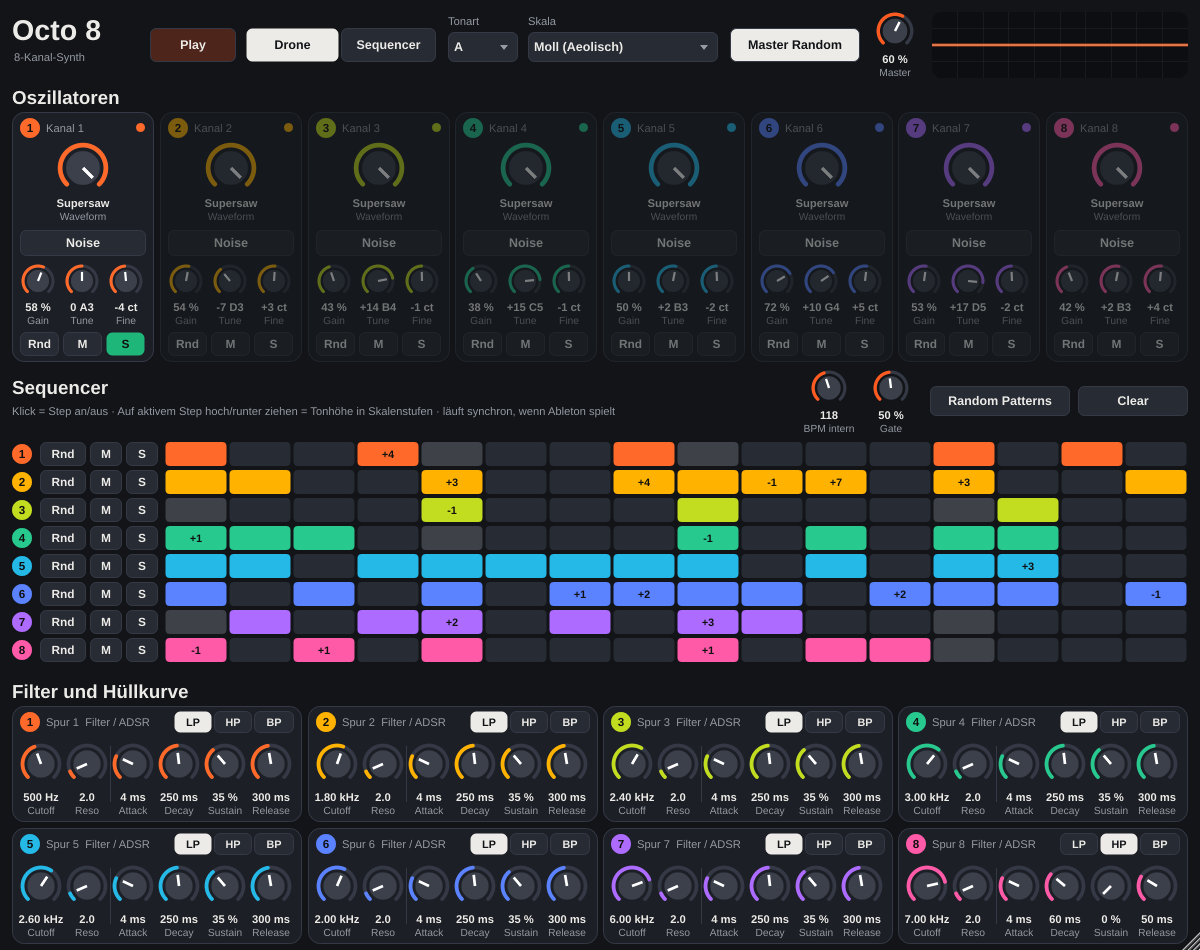 Octo 8
8-Kanal-Synth
Play Drone Sequencer
Tonart
A
Skala
Moll (Aeolisch)
Master Random
60 %
Master
Oszillatoren
1 Kanal 1 2 Kanal 2 3 Kanal 3 4 Kanal 4 5 Kanal 5 6 Kanal 6 7 Kanal 7 8 Kanal 8
Supersaw Supersaw Supersaw Supersaw Supersaw Supersaw Supersaw Supersaw
Waveform Waveform Waveform Waveform Waveform Waveform Waveform Waveform
Noise Noise Noise Noise Noise Noise Noise Noise
58 % 0 A3 -4 ct 54 % -7 D3 +3 ct 43 % +14 B4 -1 ct 38 % +15 C5 -1 ct 50 % +2 B3 -2 ct 72 % +10 G4 +5 ct 53 % +17 D5 -2 ct 42 % +2 B3 +4 ct
Gain Tune Fine Gain Tune Fine Gain Tune Fine Gain Tune Fine Gain Tune Fine Gain Tune Fine Gain Tune Fine Gain Tune Fine
Rnd M S Rnd M S Rnd M S Rnd M S Rnd M S Rnd M S Rnd M S Rnd M S
Sequencer
Klick = Step an/aus · Auf aktivem Step hoch/runter ziehen = Tonhöhe in Skalenstufen · läuft synchron, wenn Ableton spielt
118 50 %
BPM intern Gate
Random Patterns Clear
1 Rnd M S +4
2 Rnd M S +3 +4 -1 +7 +3
3 Rnd M S -1
4 Rnd M S +1 -1
5 Rnd M S +3
6 Rnd M S +1 +2 +2 -1
7 Rnd M S +2 +3
8 Rnd M S -1 +1 +1
Filter und Hüllkurve
1 Spur 1 Filter / ADSR LP HP BP 2 Spur 2 Filter / ADSR LP HP BP 3 Spur 3 Filter / ADSR LP HP BP 4 Spur 4 Filter / ADSR LP HP BP
500 Hz 2.0 4 ms 250 ms 35 % 300 ms 1.80 kHz 2.0 4 ms 250 ms 35 % 300 ms 2.40 kHz 2.0 4 ms 250 ms 35 % 300 ms 3.00 kHz 2.0 4 ms 250 ms 35 % 300 ms
Cutoff Reso Attack Decay Sustain Release Cutoff Reso Attack Decay Sustain Release Cutoff Reso Attack Decay Sustain Release Cutoff Reso Attack Decay Sustain Release
5 Spur 5 Filter / ADSR LP HP BP 6 Spur 6 Filter / ADSR LP HP BP 7 Spur 7 Filter / ADSR LP HP BP 8 Spur 8 Filter / ADSR LP HP BP
2.60 kHz 2.0 4 ms 250 ms 35 % 300 ms 2.00 kHz 2.0 4 ms 250 ms 35 % 300 ms 6.00 kHz 2.0 4 ms 250 ms 35 % 300 ms 7.00 kHz 2.0 4 ms 60 ms 0 % 50 ms
Cutoff Reso Attack Decay Sustain Release Cutoff Reso Attack Decay Sustain Release Cutoff Reso Attack Decay Sustain Release Cutoff Reso Attack Decay Sustain Release